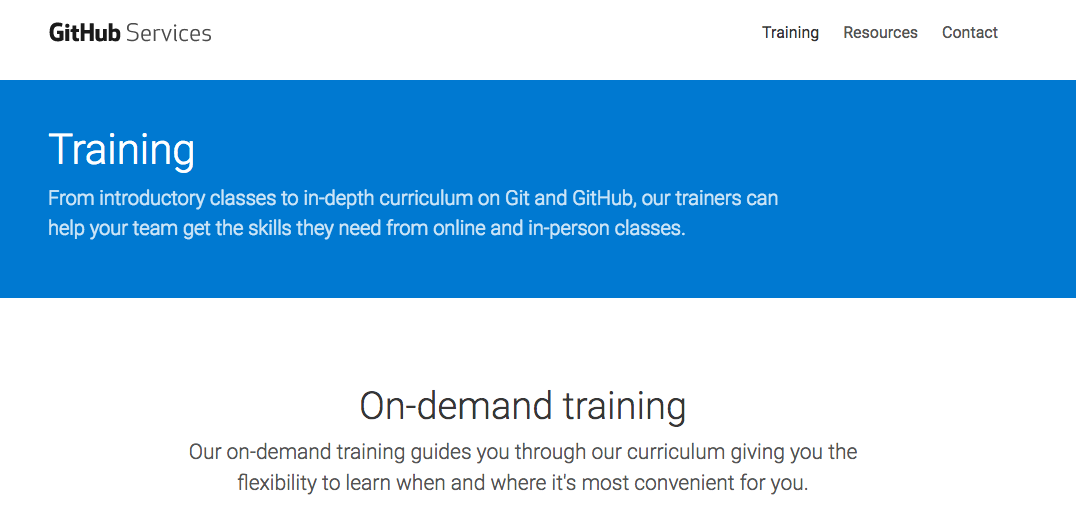 GitHub Services
Training Resources Contact
Training
From introductory classes to in-depth curriculum on Git and GitHub, our trainers can
help your team get the skills they need from online and in-person classes.
On-demand training
Our on-demand training guides you through our curriculum giving you the
flexibility to learn when and where it's most convenient for you.